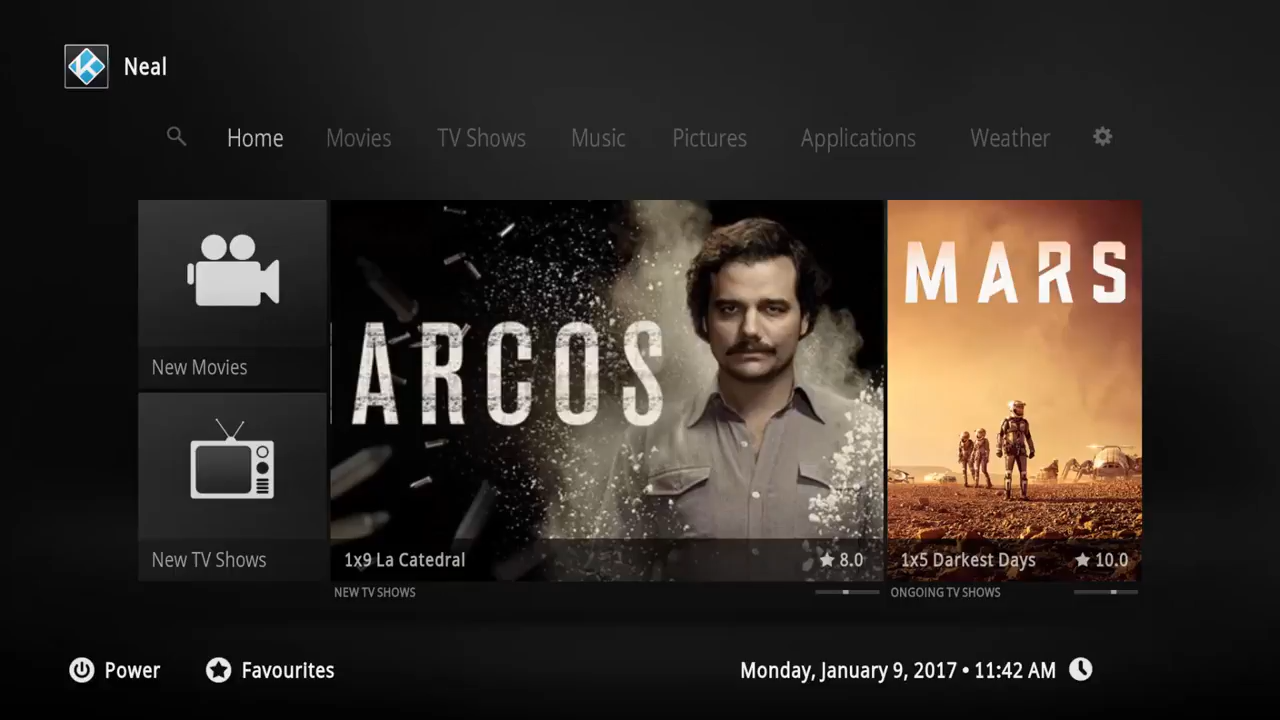 Neal
Home Movies TV Shows Music Pictures Applications Weather
ARCOS
MARS
New Movies
New TV Shows
1x9 La Catedral 8.0
1x5 Darkest Days 10.0
NEW TV SHOWS
ONGOING TV SHOWS
Power Favourites Monday, January 9, 2017 • 11:42 AM